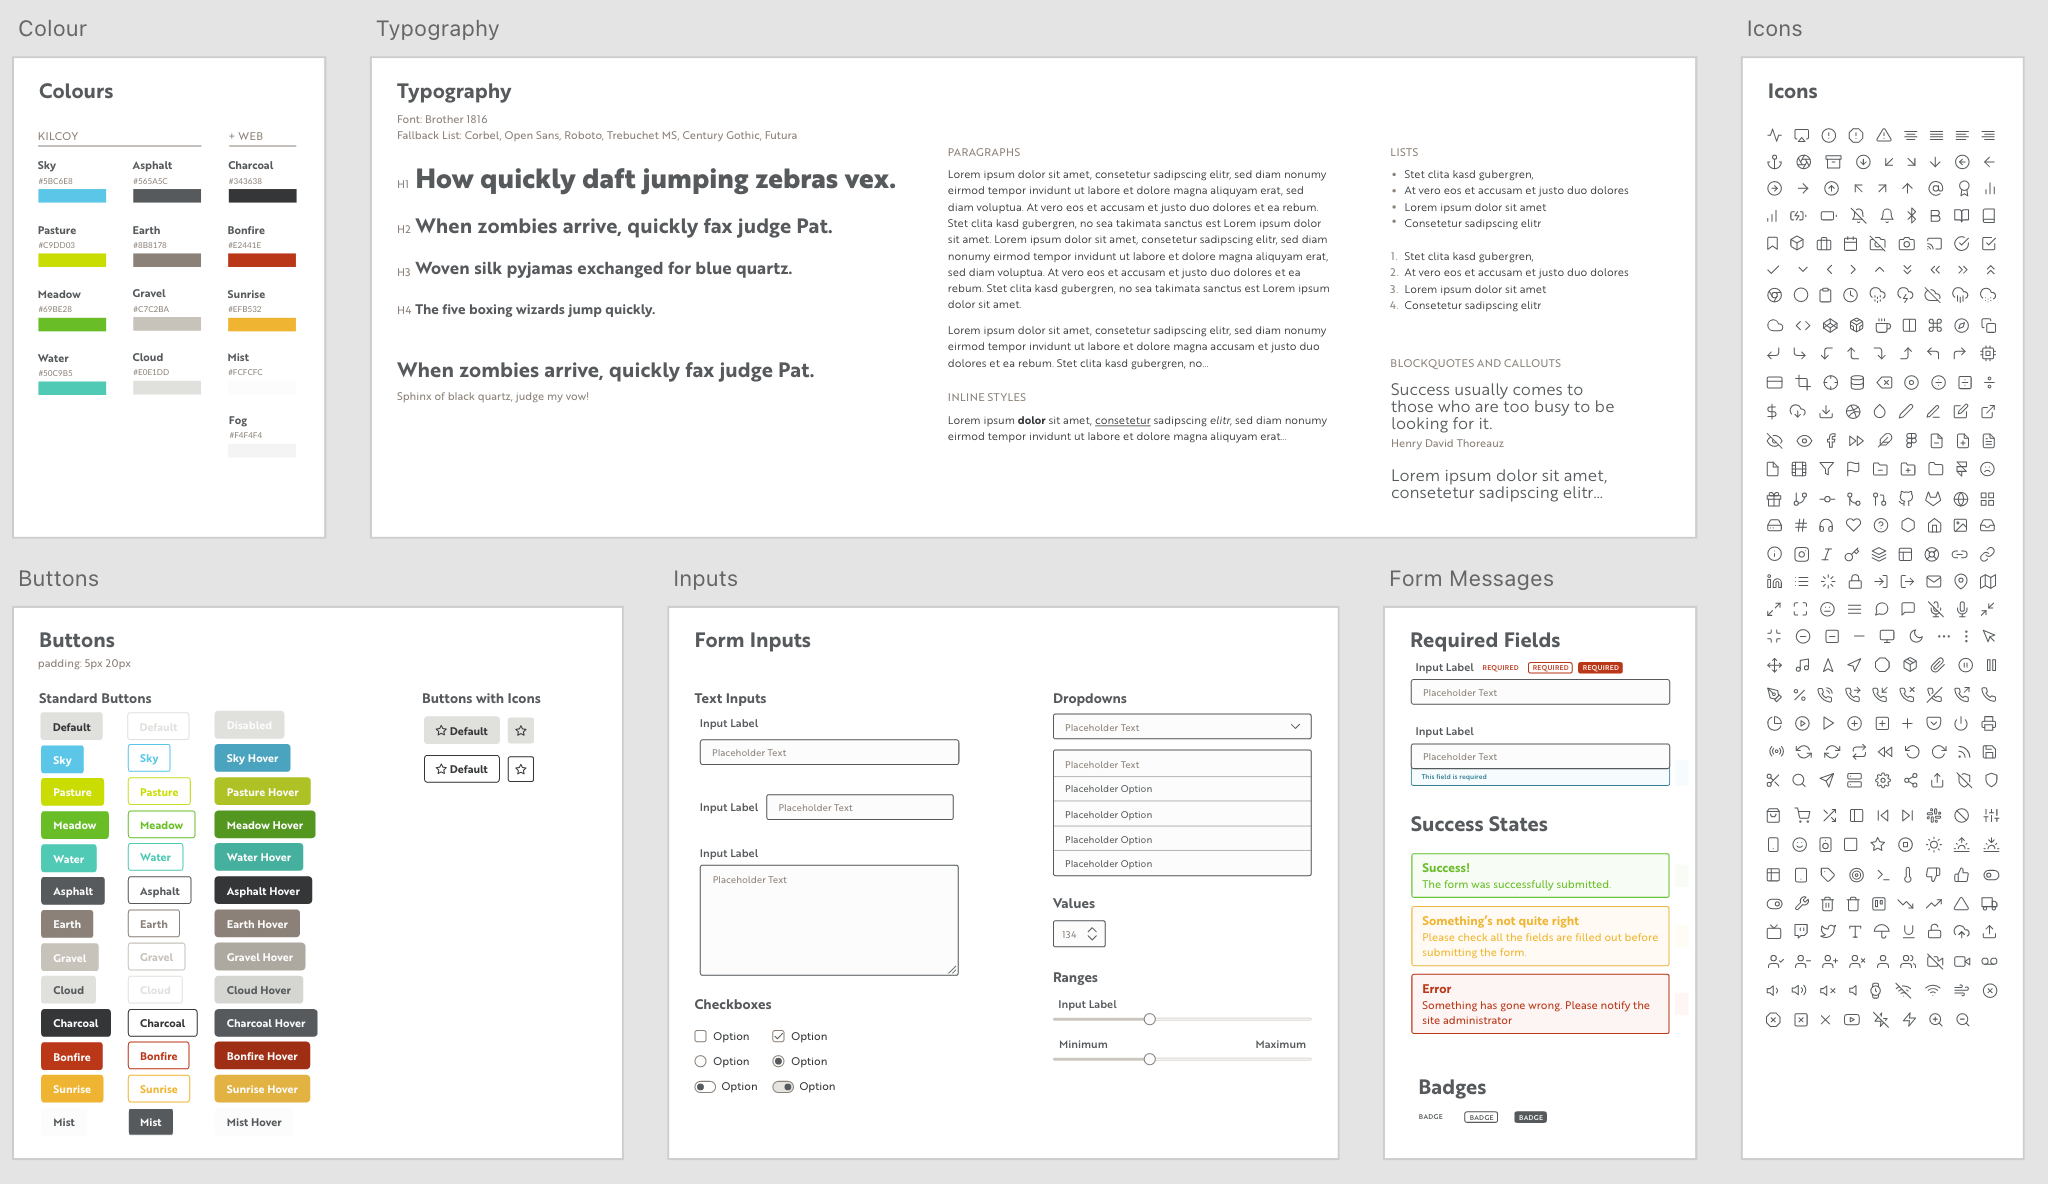 Colour
Colours
KILCOY
+ WEB
Sky
#5BC6E8
Asphalt
#565A5C
Charcoal
#343638
Pasture
#C9DD03
Earth
#8B8178
Bonfire
#E2441E
Meadow
#69BE28
Gravel
#C7C2BA
Sunrise
#EFB532
Water
#50C9B5
Cloud
#E0E1DD
Mist
#FCFCFC
Fog
#F4F4F4
Typography
Typography
Font: Brother 1816
Fallback List: Corbel, Open Sans, Roboto, Trebuchet MS, Century Gothic, Futura
H1 How quickly daft jumping zebras vex.
H2 When zombies arrive, quickly fax judge Pat.
H3 Woven silk pyjamas exchanged for blue quartz.
H4 The five boxing wizards jump quickly.
When zombies arrive, quickly fax judge Pat.
Sphinx of black quartz, judge my vow!
PARAGRAPHS
Lorem ipsum dolor sit amet, consetetur sadipscing elitr, sed diam nonumy
eirmod tempor invidunt ut labore et dolore magna aliquyam erat, sed
diam voluptua. At vero eos et accusam et justo duo dolores et ea rebum.
Stet clita kasd gubergren, no sea takimata sanctus est Lorem ipsum dolor
sit amet. Lorem ipsum dolor sit amet, consetetur sadipscing elitr, sed diam
nonumy eirmod tempor invidunt ut labore et dolore magna aliquyam erat,
sed diam voluptua. At vero eos et accusam et justo duo dolores et ea
rebum. Stet clita kasd gubergren, no sea takimata sanctus est Lorem ipsum
dolor sit amet.
Lorem ipsum dolor sit amet, consetetur sadipscing elitr, sed diam nonumy
eirmod tempor invidunt ut labore et dolore magna accusam et justo duo
dolores et ea rebum. Stet clita kasd gubergren, no...
INLINE STYLES
Lorem ipsum dolor sit amet, consetetur sadipscing elitr, sed diam nonumy
eirmod tempor invidunt ut labore et dolore magna aliquyam erat...
LISTS
• Stet clita kasd gubergren,
• At vero eos et accusam et justo duo dolores
• Lorem ipsum dolor sit amet
• Consetetur sadipscing elitr
1. Stet clita kasd gubergren,
2. At vero eos et accusam et justo duo dolores
3. Lorem ipsum dolor sit amet
4. Consetetur sadipscing elitr
BLOCKQUOTES AND CALLOUTS
Success usually comes to
those who are too busy to be
looking for it.
Henry David Thoreauz
Lorem ipsum dolor sit amet,
consetetur sadipscing elitr...
Icons
Icons
Buttons
Buttons
padding: 5px 20px
Standard Buttons
Default
Default
Disabled
Sky
Sky
Sky Hover
Pasture
Pasture
Pasture Hover
Meadow
Meadow
Meadow Hover
Water
Water
Water Hover
Asphalt
Asphalt
Asphalt Hover
Earth
Earth
Earth Hover
Gravel
Gravel
Gravel Hover
Cloud
Cloud
Cloud Hover
Charcoal
Charcoal
Charcoal Hover
Bonfire
Bonfire
Bonfire Hover
Sunrise
Sunrise
Sunrise Hover
Mist
Mist
Mist Hover
Buttons with Icons
Default
Default
Inputs
Form Inputs
Text Inputs
Input Label
Placeholder Text
Input Label
Placeholder Text
Input Label
Placeholder Text
Checkboxes
Option
Option
Option
Option
Option
Option
Dropdowns
Placeholder Text
Placeholder Text
Placeholder Option
Placeholder Option
Placeholder Option
Placeholder Option
Values
134
Ranges
Input Label
Minimum
Maximum
Form Messages
Required Fields
Input Label REQUIRED REQUIRED REQUIRED
Placeholder Text
Input Label
Placeholder Text
This field is required
Success States
Success!
The form was successfully submitted.
Something's not quite right
Please check all the fields are filled out before
submitting the form.
Error
Something has gone wrong. Please notify the
site administrator
Badges
BADGE BADGE BADGE